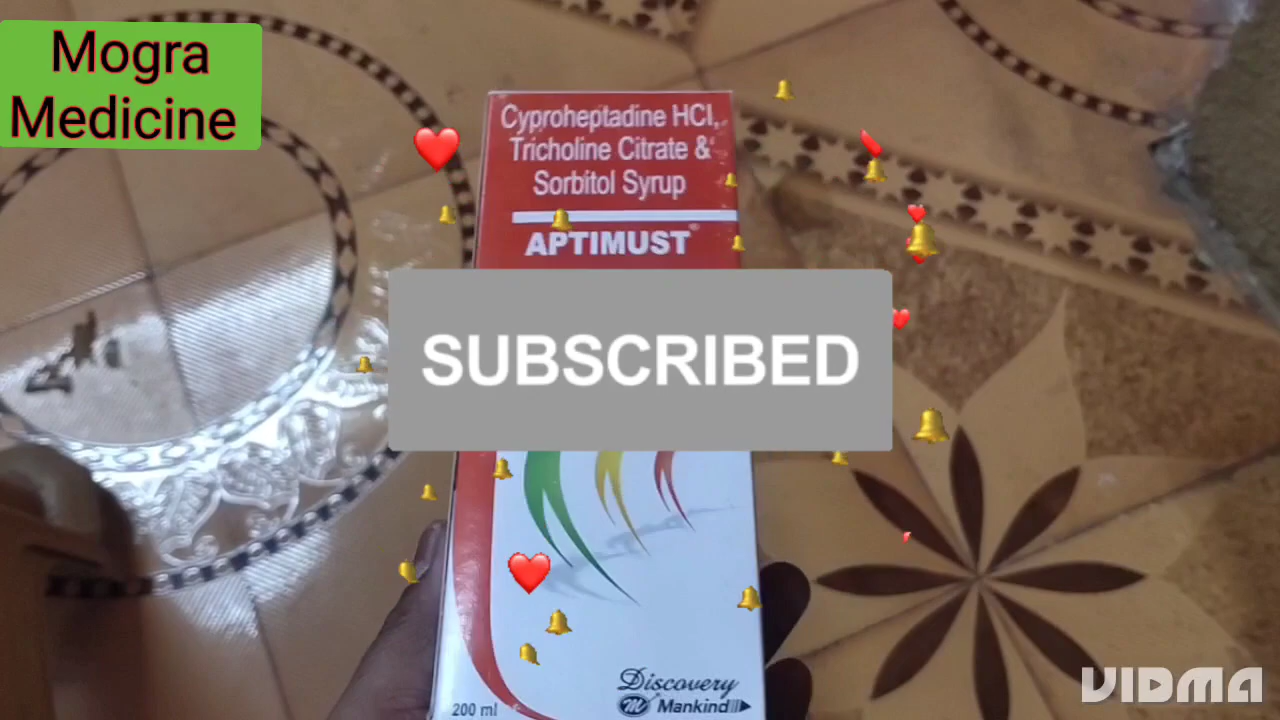 Mogra
Medicine
Cyproheptadine HCl,
Tricholine Citrate &
Sorbitol Syrup
APTIMUST®
SUBSCRIBED
Discovery
Mankind
200 ml
VIDMA